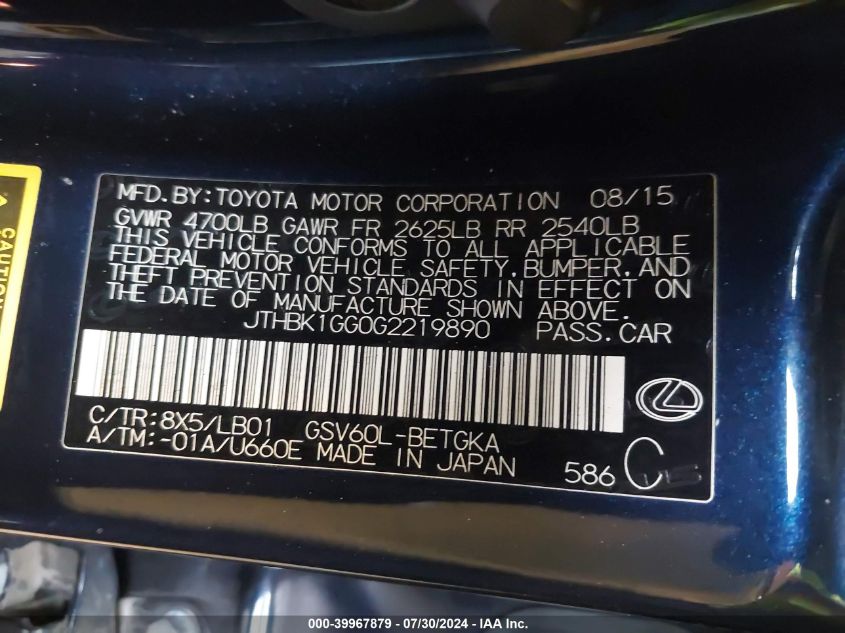 CAUTION
MFD.BY:TOYOTA MOTOR CORPORATION 08/15
GVWR 4700LB GAWR FR 2625LB RR 2540LB
THIS VEHICLE CONFORMS TO ALL APPLICABLE
FEDERAL MOTOR VEHICLE SAFETY,BUMPER,AND
THEFT PREVENTION STANDARDS IN EFFECT ON
THE DATE OF MANUFACTURE SHOWN ABOVE.
JTHBK1GG0G2219890 PASS.CAR
C/TR:8X5/LB01 GSV60L-BETGKA
A/TM:-01A/U660E MADE IN JAPAN 586 C
000-39967879 / 07/30/2024 - IAA Inc.